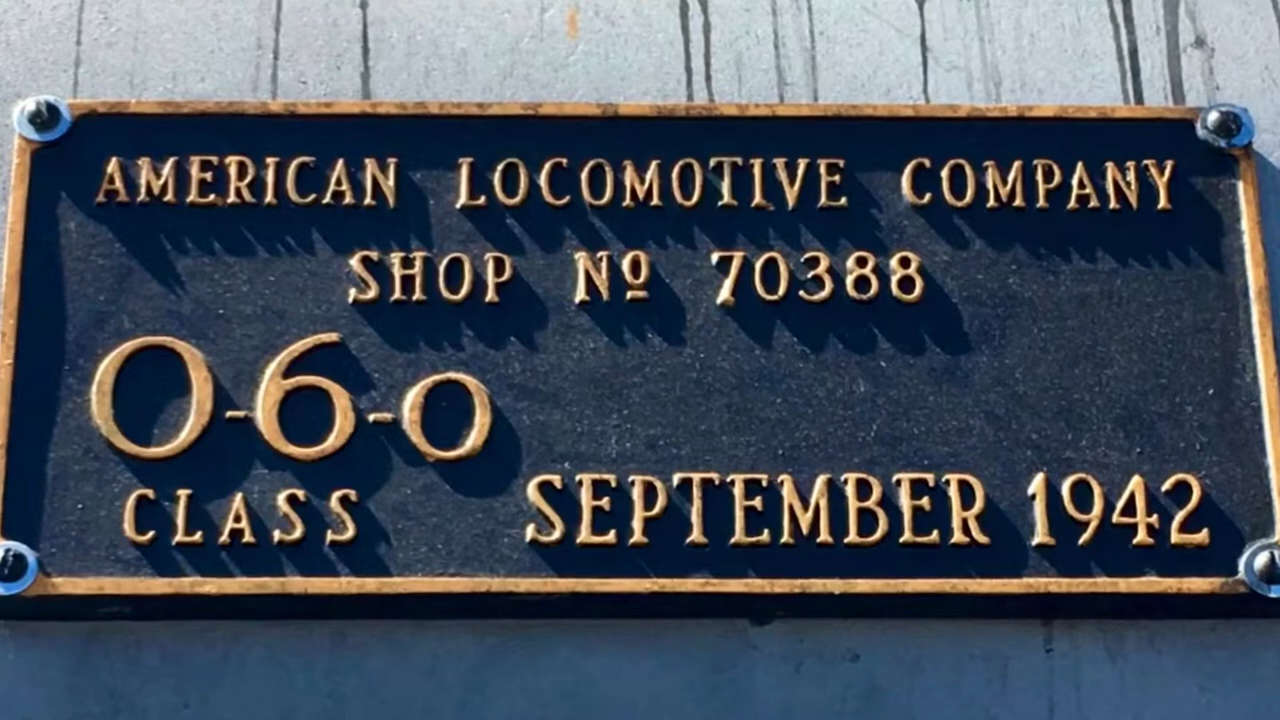 AMERICAN LOCOMOTIVE COMPANY
SHOP Nº 70388
0-6-0
CLASS
SEPTEMBER 1942